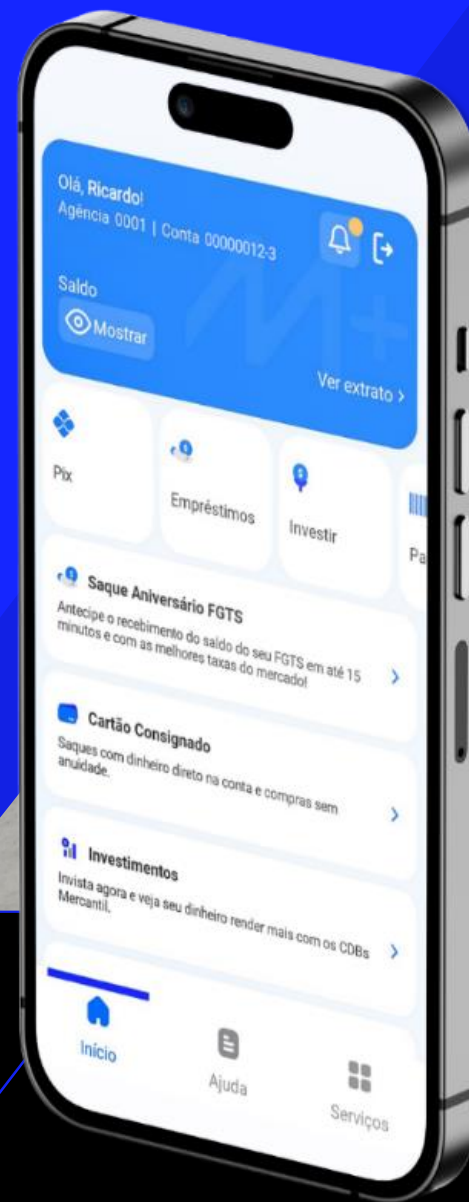 Olá, Ricardo!
Agência 0001 | Conta 00000012-3
Saldo
Mostrar
Ver extrato >
Pix
Empréstimos
Investir
Pa
Saque Aniversário FGTS
Antecipe o recebimento do saldo do seu FGTS em até 15
minutos e com as melhores taxas do mercado!
Cartão Consignado
Saques com dinheiro direto na conta e compras sem
anuidade.
Investimentos
Invista agora e veja seu dinheiro render mais com os CDBs
Mercantil.
Início
Ajuda
Serviços